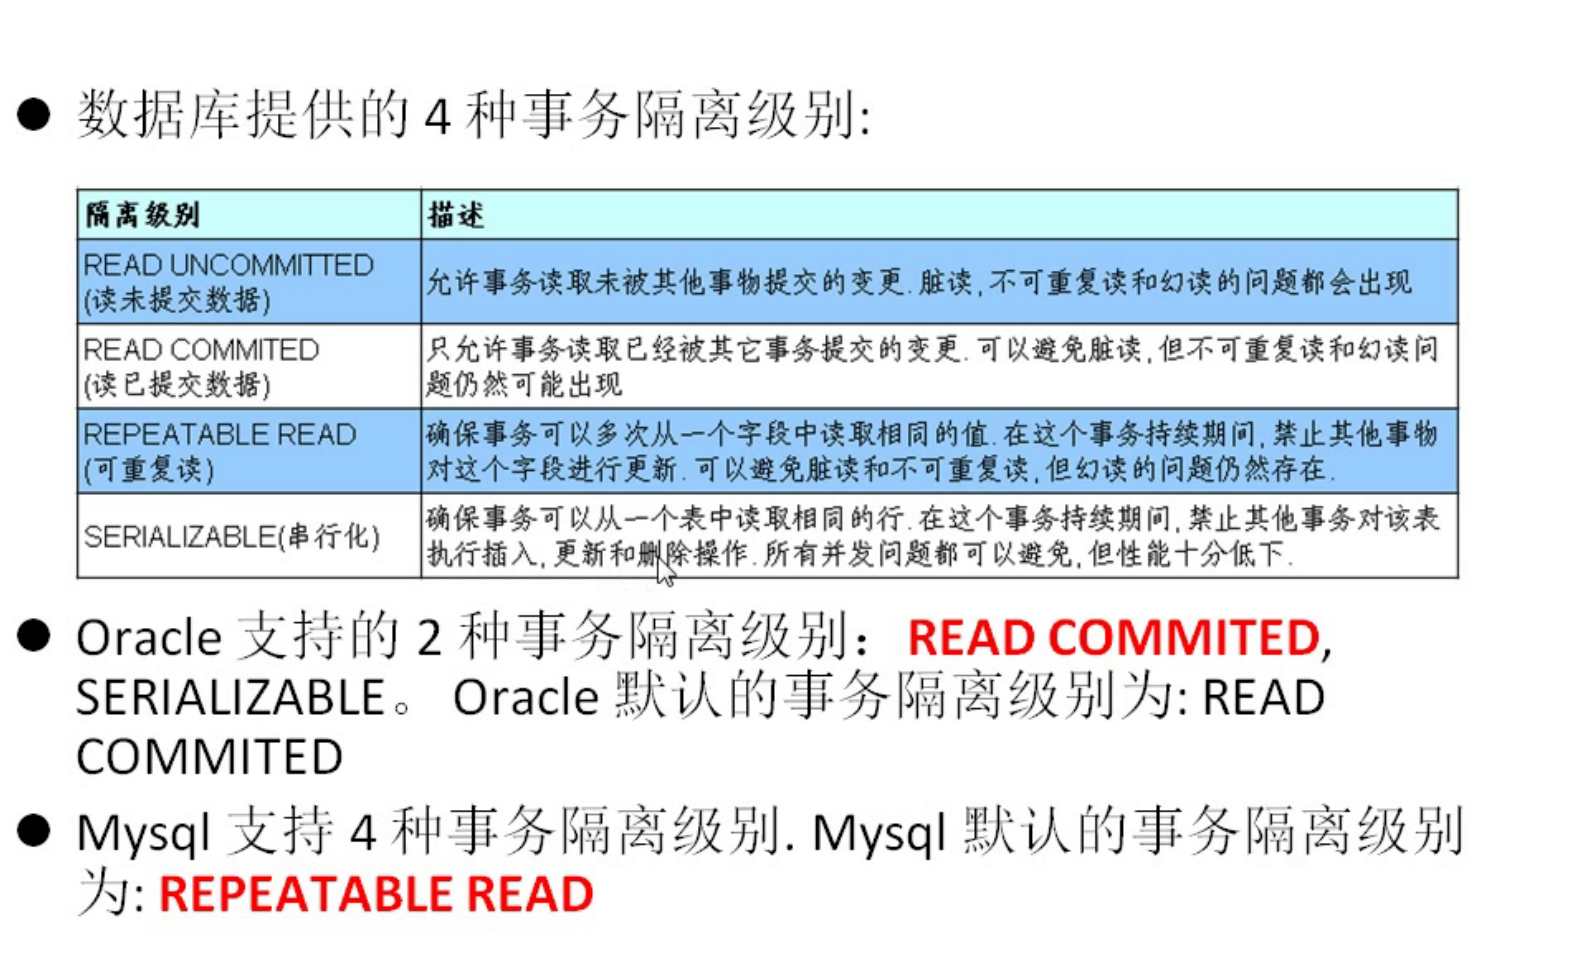 ● 数据库提供的 4 种事务隔离级别:
隔离级别
描述
READ UNCOMMITTED
(读未提交数据)
允许事务读取未被其他事物提交的变更.脏读,不可重复读和幻读的问题都会出现
READ COMMITED
(读已提交数据)
只允许事务读取已经被其它事务提交的变更.可以避免脏读,但不可重复读和幻读问
题仍然可能出现
REPEATABLE READ
(可重复读)
确保事务可以多次从一个字段中读取相同的值.在这个事务持续期间,禁止其他事物
对这个字段进行更新.可以避免脏读和不可重复读,但幻读的问题仍然存在.
SERIALIZABLE(串行化)
确保事务可以从一个表中读取相同的行.在这个事务持续期间,禁止其他事务对该表
执行插入,更新和删除操作.所有并发问题都可以避免,但性能十分低下.
● Oracle 支持的 2 种事务隔离级别：READ COMMITED,
SERIALIZABLE。 Oracle 默认的事务隔离级别为: READ
COMMITED
● Mysql 支持 4 种事务隔离级别. Mysql 默认的事务隔离级别
为: REPEATABLE READ